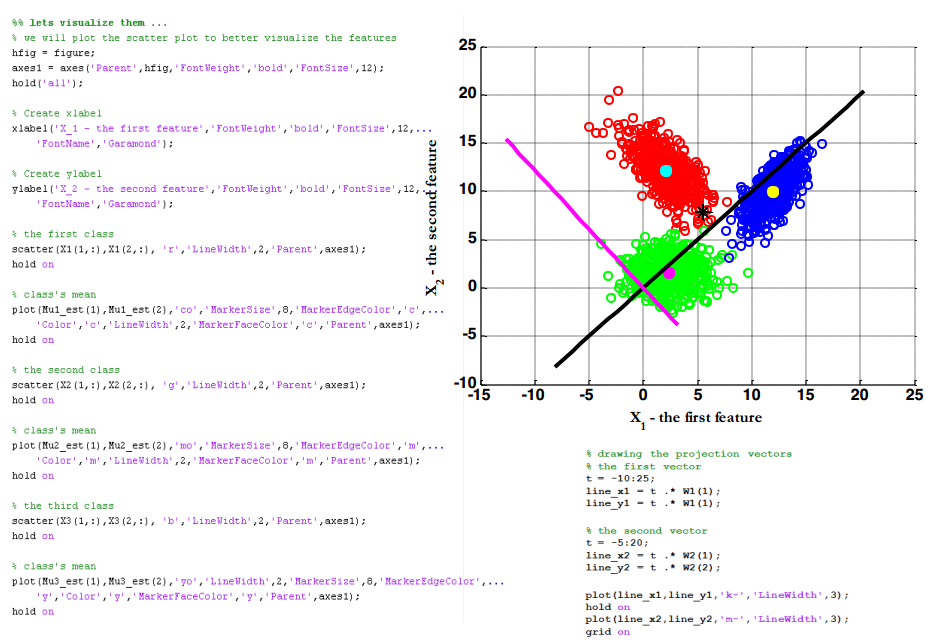 %% lets visualize them ...
% we will plot the scatter plot to better visualize the features
hfig = figure;
axes1 = axes('Parent',hfig,'FontWeight','bold','FontSize',12);
hold('all');
% Create xlabel
xlabel('X_1 - the first feature','FontWeight','bold','FontSize',12,...
'FontName','Garamond');
% Create ylabel
ylabel('X_2 - the second feature','FontWeight','bold','FontSize',12,...
'FontName','Garamond');
% the first class
scatter(X1(1,:),X1(2,:), 'r','LineWidth',2,'Parent',axes1);
hold on
% class's mean
plot(Mu1_est(1),Mu1_est(2),'co','MarkerSize',8,'MarkerEdgeColor','c',...
'Color','c','LineWidth',2,'MarkerFaceColor','c','Parent',axes1);
hold on
% the second class
scatter(X2(1,:),X2(2,:), 'g','LineWidth',2,'Parent',axes1);
hold on
% class's mean
plot(Mu2_est(1),Mu2_est(2),'mo','MarkerSize',8,'MarkerEdgeColor','m',...
'Color','m','LineWidth',2,'MarkerFaceColor','m','Parent',axes1);
hold on
% the third class
scatter(X3(1,:),X3(2,:), 'b','LineWidth',2,'Parent',axes1);
hold on
% class's mean
plot(Mu3_est(1),Mu3_est(2),'yo','LineWidth',2,'MarkerSize',8,'MarkerEdgeColor',...
'y','Color','y','MarkerFaceColor','y','Parent',axes1);
hold on
25
20
15
10
5
0
-5
-10
X2 - the second feature
-15
-10
-5
0
5
10
15
20
25
X1 - the first feature
% drawing the projection vectors
% the first vector
t = -10:25;
line_x1 = t .* W1(1);
line_y1 = t .* W1(1);
% the second vector
t = -5:20;
line_x2 = t .* W2(1);
line_y2 = t .* W2(2);
plot(line_x1,line_y1,'k-','LineWidth',3);
hold on
plot(line_x2,line_y2,'m-','LineWidth',3);
grid on